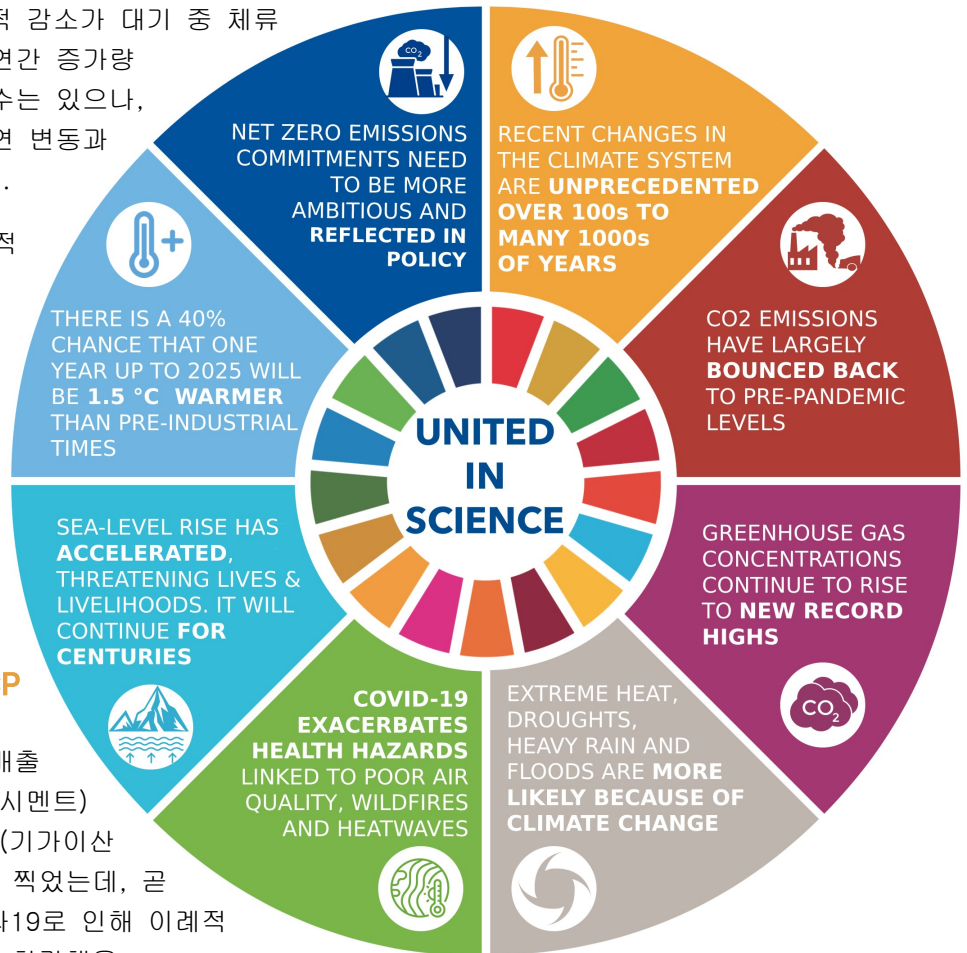 적 감소가 대기 중 체류
연간 증가량
수는 있으나,
연 변동과
.
적
NET ZERO EMISSIONS
COMMITMENTS NEED
TO BE MORE
AMBITIOUS AND
REFLECTED IN
POLICY
CO2
RECENT CHANGES IN
THE CLIMATE SYSTEM
ARE UNPRECEDENTED
OVER 100s TO
MANY 1000s
OF YEARS
CO2 EMISSIONS
HAVE LARGELY
BOUNCED BACK
TO PRE-PANDEMIC
LEVELS
GREENHOUSE GAS
CONCENTRATIONS
CONTINUE TO RISE
TO NEW RECORD
HIGHS
CO2
EXTREME HEAT,
DROUGHTS,
HEAVY RAIN AND
FLOODS ARE MORE
LIKELY BECAUSE OF
CLIMATE CHANGE
COVID-19
EXACERBATES
HEALTH HAZARDS
LINKED TO POOR AIR
QUALITY, WILDFIRES
AND HEATWAVES
SEA-LEVEL RISE HAS
ACCELERATED,
THREATENING LIVES &
LIVELIHOODS. IT WILL
CONTINUE FOR
CENTURIES
THERE IS A 40%
CHANCE THAT ONE
YEAR UP TO 2025 WILL
BE 1.5 °C WARMER
THAN PRE-INDUSTRIAL
TIMES
UNITED
IN
SCIENCE
P
배출
시멘트)
(기가이산
찍었는데, 곧
19로 인해 이례적